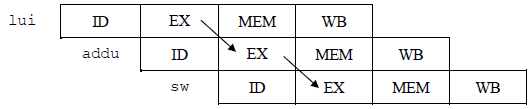 lui ID EX MEM WB
addu ID EX MEM WB
sw ID EX MEM WB